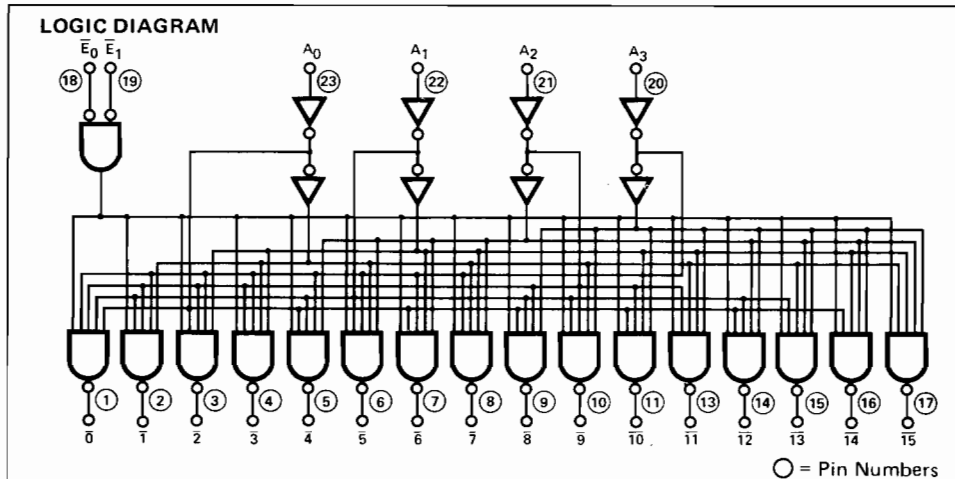 LOGIC DIAGRAM
E̅₀ E̅₁ A₀ A₁ A₂ A₃
18 19 23 22 21 20
1 2 3 4 5 6 7 8 9 10 11 13 14 15 16 17
0̅ 1̅ 2̅ 3̅ 4̅ 5̅ 6̅ 7̅ 8̅ 9̅ 1̅0̅ 1̅1̅ 1̅2̅ 1̅3̅ 1̅4̅ 1̅5̅
= Pin Numbers